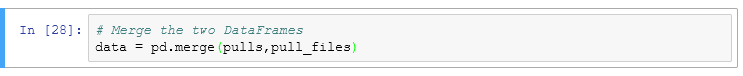 In [28]: # Merge the two DataFrames
data = pd.merge(pulls,pull_files)